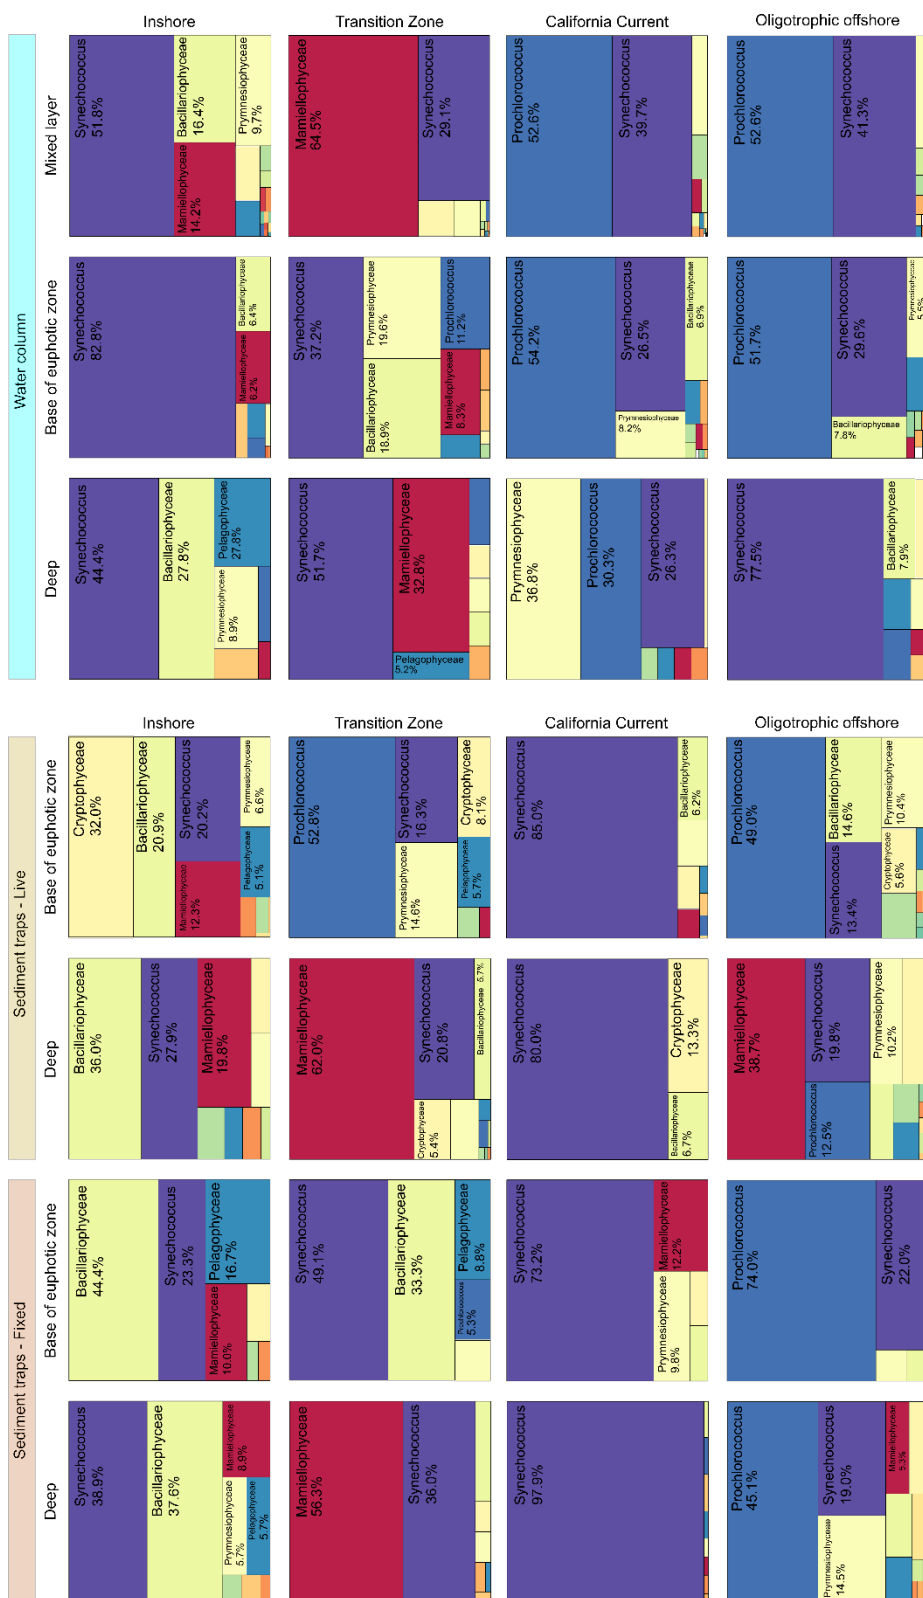 Inshore
Transition Zone
California Current
Oligotrophic offshore
Water column
Mixed layer
Synechococcus
51.8%
Bacillariophyceae
16.4%
Prymnesiophyceae
9.7%
Mamiellophyceae
14.2%
Mamiellophyceae
64.5%
Synechococcus
29.1%
Prochlorococcus
52.6%
Synechococcus
39.7%
Prochlorococcus
52.6%
Synechococcus
41.3%
Base of euphotic zone
Synechococcus
82.8%
Bacillariophyceae
6.4%
Mamiellophyceae
6.2%
Synechococcus
37.2%
Prymnesiophyceae
19.6%
Prochlorococcus
11.2%
Bacillariophyceae
18.9%
Mamiellophyceae
8.3%
Prochlorococcus
54.2%
Synechococcus
26.5%
Bacillariophyceae
6.9%
Prymnesiophyceae
8.2%
Prochlorococcus
51.7%
Synechococcus
29.6%
Prymnesiophyceae
5.5%
Bacillariophyceae
7.8%
Deep
Synechococcus
44.4%
Bacillariophyceae
27.8%
Pelagophyceae
27.8%
Prymnesiophyceae
8.9%
Synechococcus
51.7%
Mamiellophyceae
32.8%
Pelagophyceae
5.2%
Prymnesiophyceae
36.8%
Prochlorococcus
30.3%
Synechococcus
26.3%
Synechococcus
77.5%
Bacillariophyceae
7.9%
Inshore
Transition Zone
California Current
Oligotrophic offshore
Sediment traps - Live
Base of euphotic zone
Cryptophyceae
32.0%
Bacillariophyceae
20.9%
Synechococcus
20.2%
Prymnesiophyceae
6.6%
Mamiellophyceae
12.3%
Pelagophyceae
5.1%
Prochlorococcus
52.8%
Synechococcus
16.3%
Cryptophyceae
8.1%
Prymnesiophyceae
14.6%
Pelagophyceae
5.7%
Synechococcus
85.0%
Bacillariophyceae
6.2%
Prochlorococcus
49.0%
Bacillariophyceae
14.6%
Prymnesiophyceae
10.4%
Synechococcus
13.4%
Cryptophyceae
5.6%
Deep
Bacillariophyceae
36.0%
Synechococcus
27.9%
Mamiellophyceae
19.8%
Mamiellophyceae
62.0%
Synechococcus
20.8%
Bacillariophyceae 5.7%
Cryptophyceae
5.4%
Synechococcus
80.0%
Cryptophyceae
13.3%
Bacillariophyceae
6.7%
Mamiellophyceae
38.7%
Synechococcus
19.8%
Prymnesiophyceae
10.2%
Prochlorococcus
12.5%
Sediment traps - Fixed
Base of euphotic zone
Bacillariophyceae
44.4%
Synechococcus
23.3%
Pelagophyceae
16.7%
Mamiellophyceae
10.0%
Synechococcus
49.1%
Bacillariophyceae
33.3%
Pelagophyceae
8.8%
Prochlorococcus
5.3%
Synechococcus
73.2%
Mamiellophyceae
12.2%
Prymnesiophyceae
9.8%
Prochlorococcus
74.0%
Synechococcus
22.0%
Deep
Synechococcus
38.9%
Bacillariophyceae
37.6%
Mamiellophyceae
8.9%
Prymnesiophyceae
5.7%
Pelagophyceae
5.7%
Mamiellophyceae
56.3%
Synechococcus
36.0%
Synechococcus
97.9%
Prochlorococcus
45.1%
Synechococcus
19.0%
Mamiellophyceae
5.3%
Prymnesiophyceae
14.5%